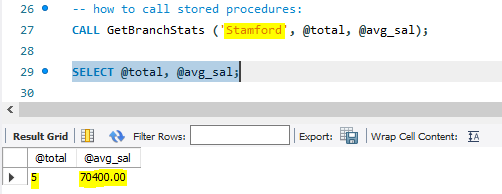 26 -- how to call stored procedures:
27 CALL GetBranchStats ('Stamford', @total, @avg_sal);
28
29 SELECT @total, @avg_sal;
30
Result Grid Filter Rows: Export: Wrap Cell Content: IA
@total @avg_sal
5 70400.00